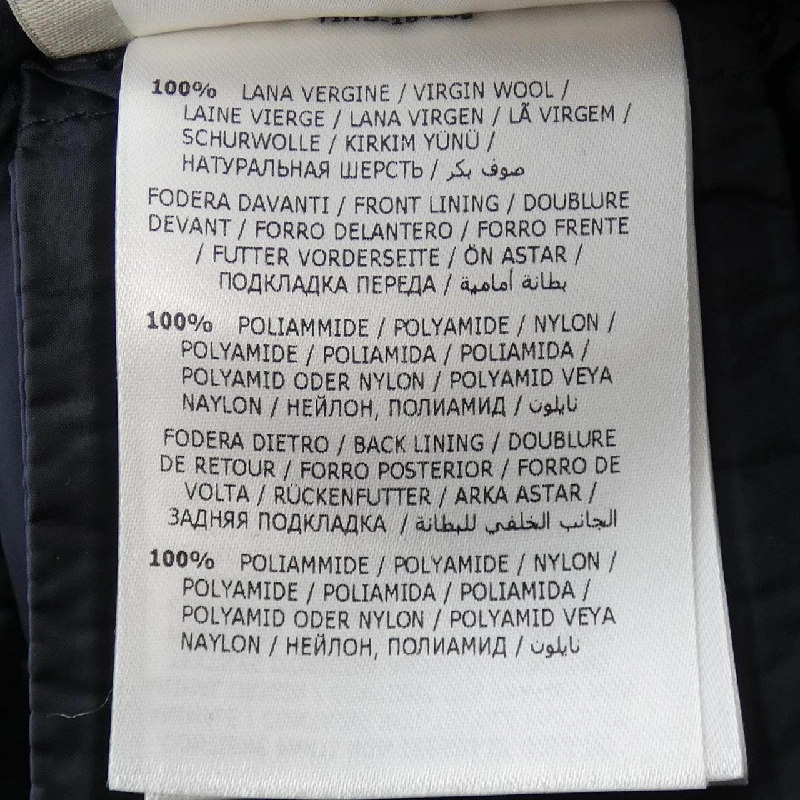 100% LANA VERGINE / VIRGIN WOOL /
LAINE VIERGE / LANA VIRGEN / LÃ VIRGEM /
SCHURWOLLE / KIRKIM YÜNÜ /
НАТУРАЛЬНАЯ ШЕРСТЬ / صوف بكر
FODERA DAVANTI / FRONT LINING / DOUBLURE
DEVANT / FORRO DELANTERO / FORRO FRENTE
/ FUTTER VORDERSEITE / ÖN ASTAR /
ПОДКЛАДКА ПЕРЕДА / بطانة أمامية
100% POLIAMMIDE / POLYAMIDE / NYLON /
POLYAMIDE / POLIAMIDA / POLIAMIDA /
POLYAMID ODER NYLON / POLYAMID VEYA
NAYLON / НЕЙЛОН, ПОЛИАМИД / نايلون
FODERA DIETRO / BACK LINING / DOUBLURE
DE RETOUR / FORRO POSTERIOR / FORRO DE
VOLTA / RÜCKENFUTTER / ARKA ASTAR /
ЗАДНЯЯ ПОДКЛАДКА / الجانب الخلفي للبطانة
100% POLIAMMIDE / POLYAMIDE / NYLON /
POLYAMIDE / POLIAMIDA / POLIAMIDA /
POLYAMID ODER NYLON / POLYAMID VEYA
NAYLON / НЕЙЛОН, ПОЛИАМИД / نايلون